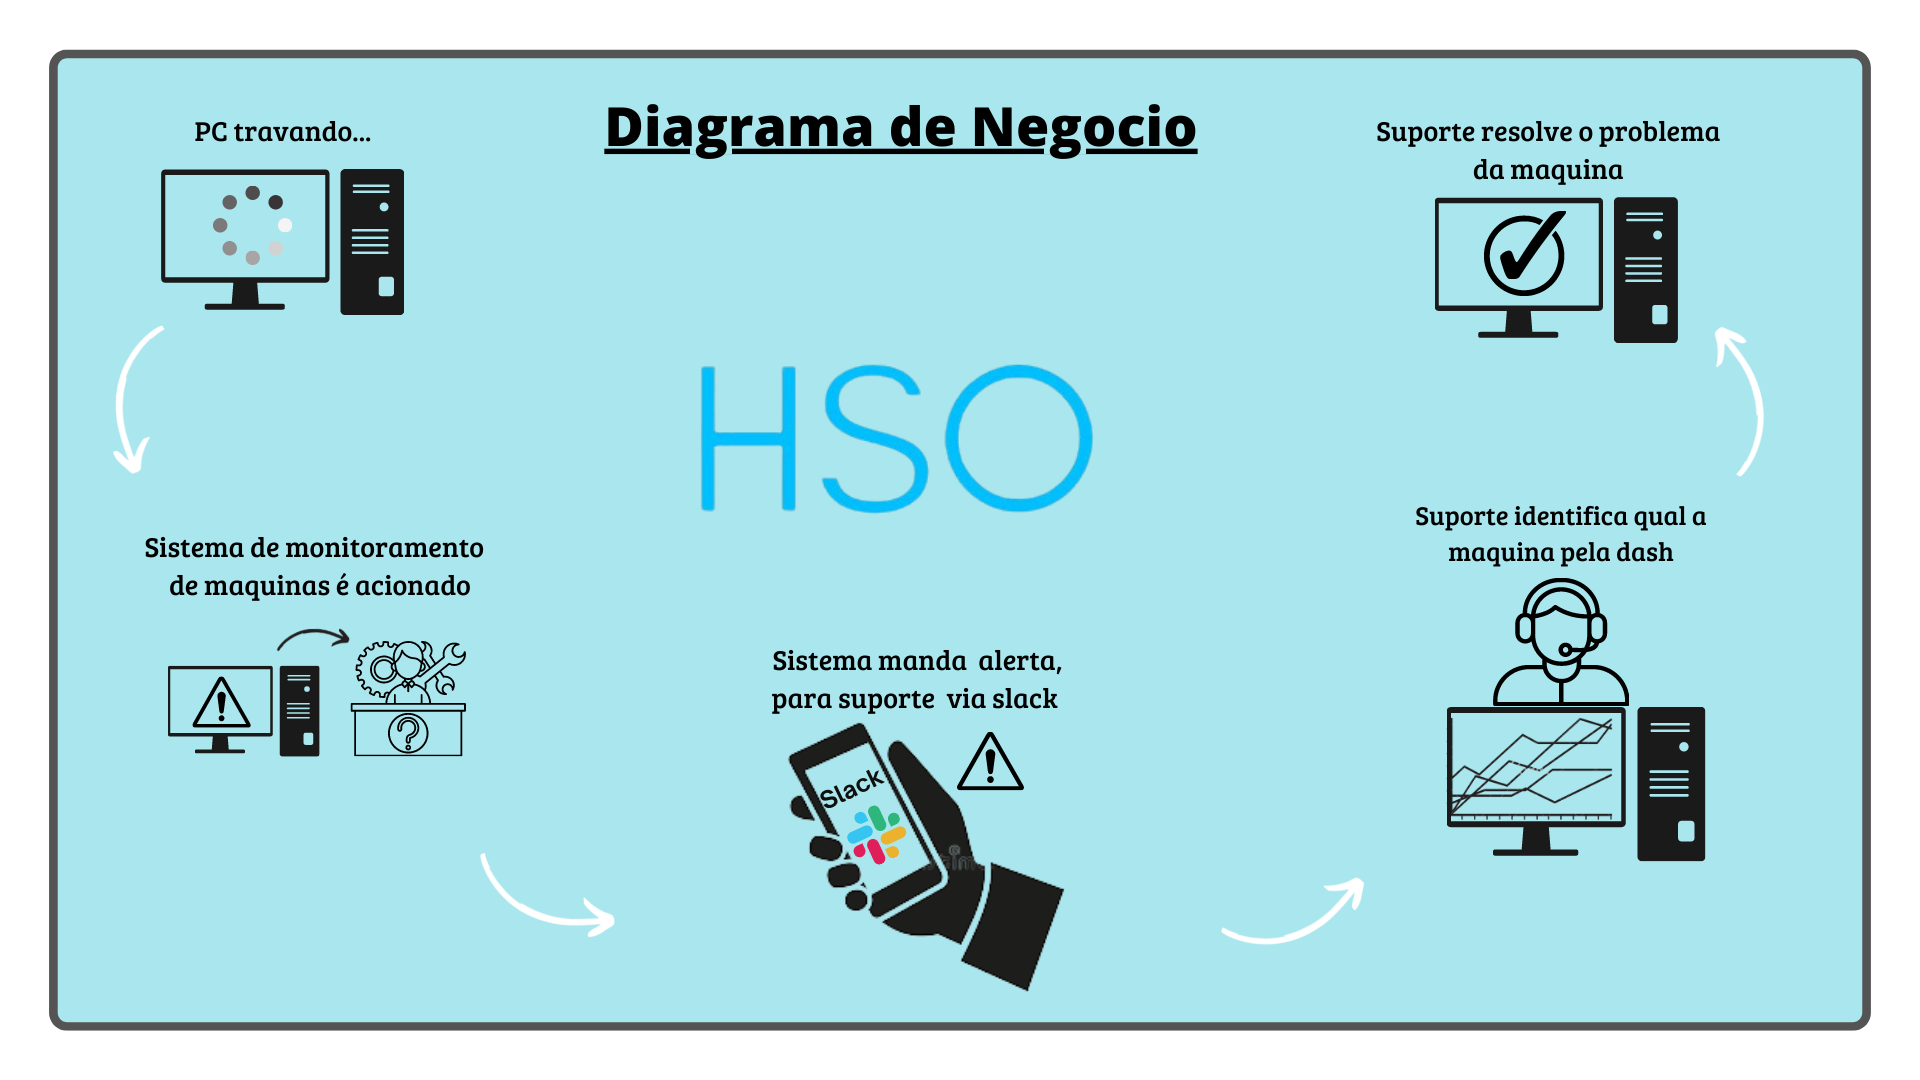 Diagrama de Negocio
PC travando...
Sistema de monitoramento
de maquinas é acionado
HSO
Sistema manda alerta,
para suporte via slack
Slack
Suporte identifica qual a
maquina pela dash
Suporte resolve o problema
da maquina